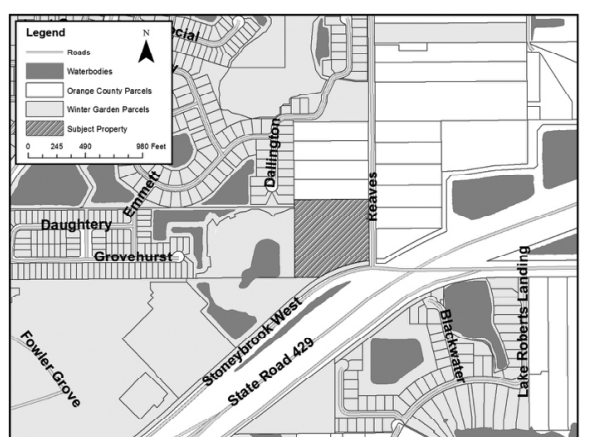 Legend
N
Roads
Waterbodies
Orange County Parcels
Winter Garden Parcels
Subject Property
0 245 490 980 Feet
Dallington
Emmett
Reaves
Daughtery
Grovehurst
Stoneybrook West
State Road 429
Fowler Grove
Blackwater
Lake Roberts Landing